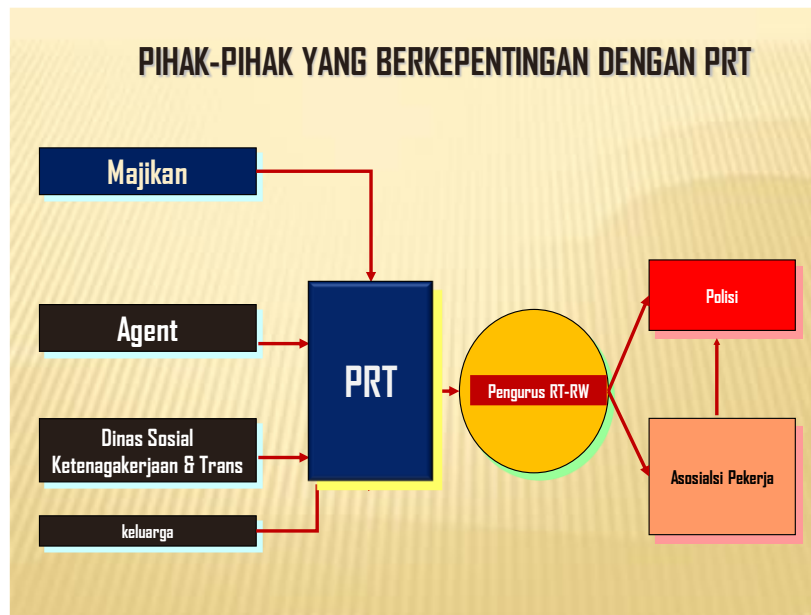 PIHAK-PIHAK YANG BERKEPENTINGAN DENGAN PRT
Majikan
Agent
Dinas Sosial
Ketenagakerjaan & Trans
keluarga
PRT
Pengurus RT-RW
Polisi
Asosialsi Pekerja